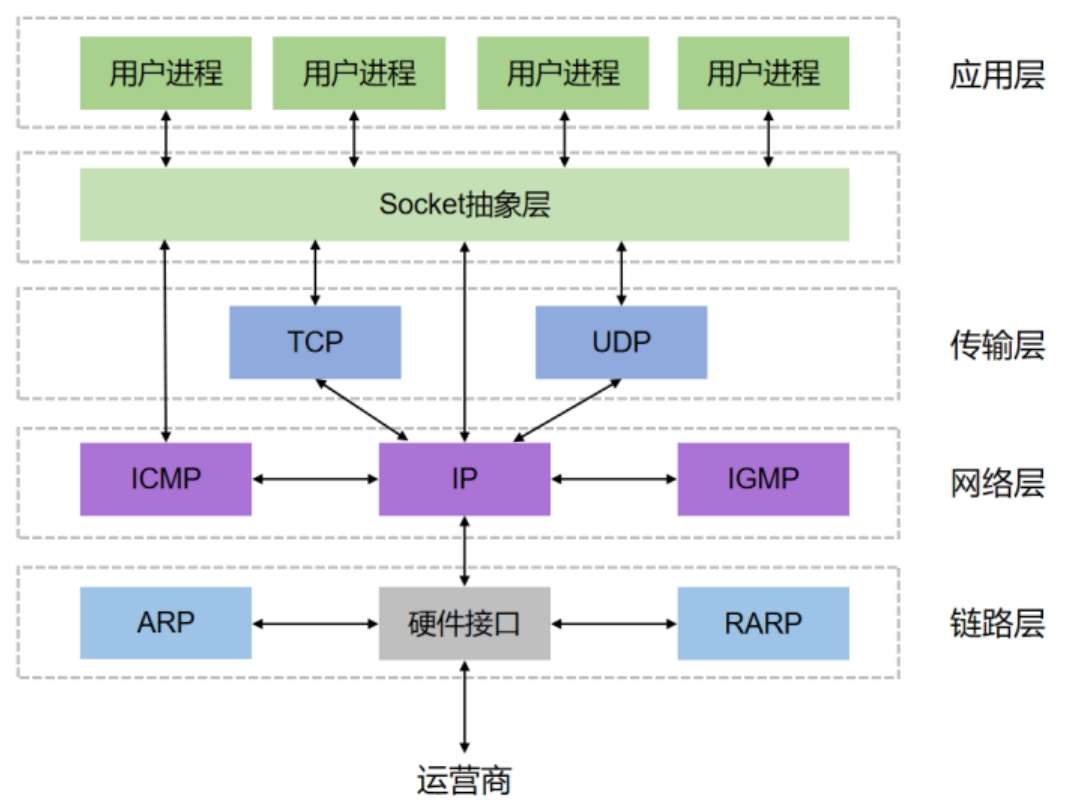 用户进程 用户进程 用户进程 用户进程 应用层
Socket抽象层
TCP UDP 传输层
ICMP IP IGMP 网络层
ARP 硬件接口 RARP 链路层
运营商